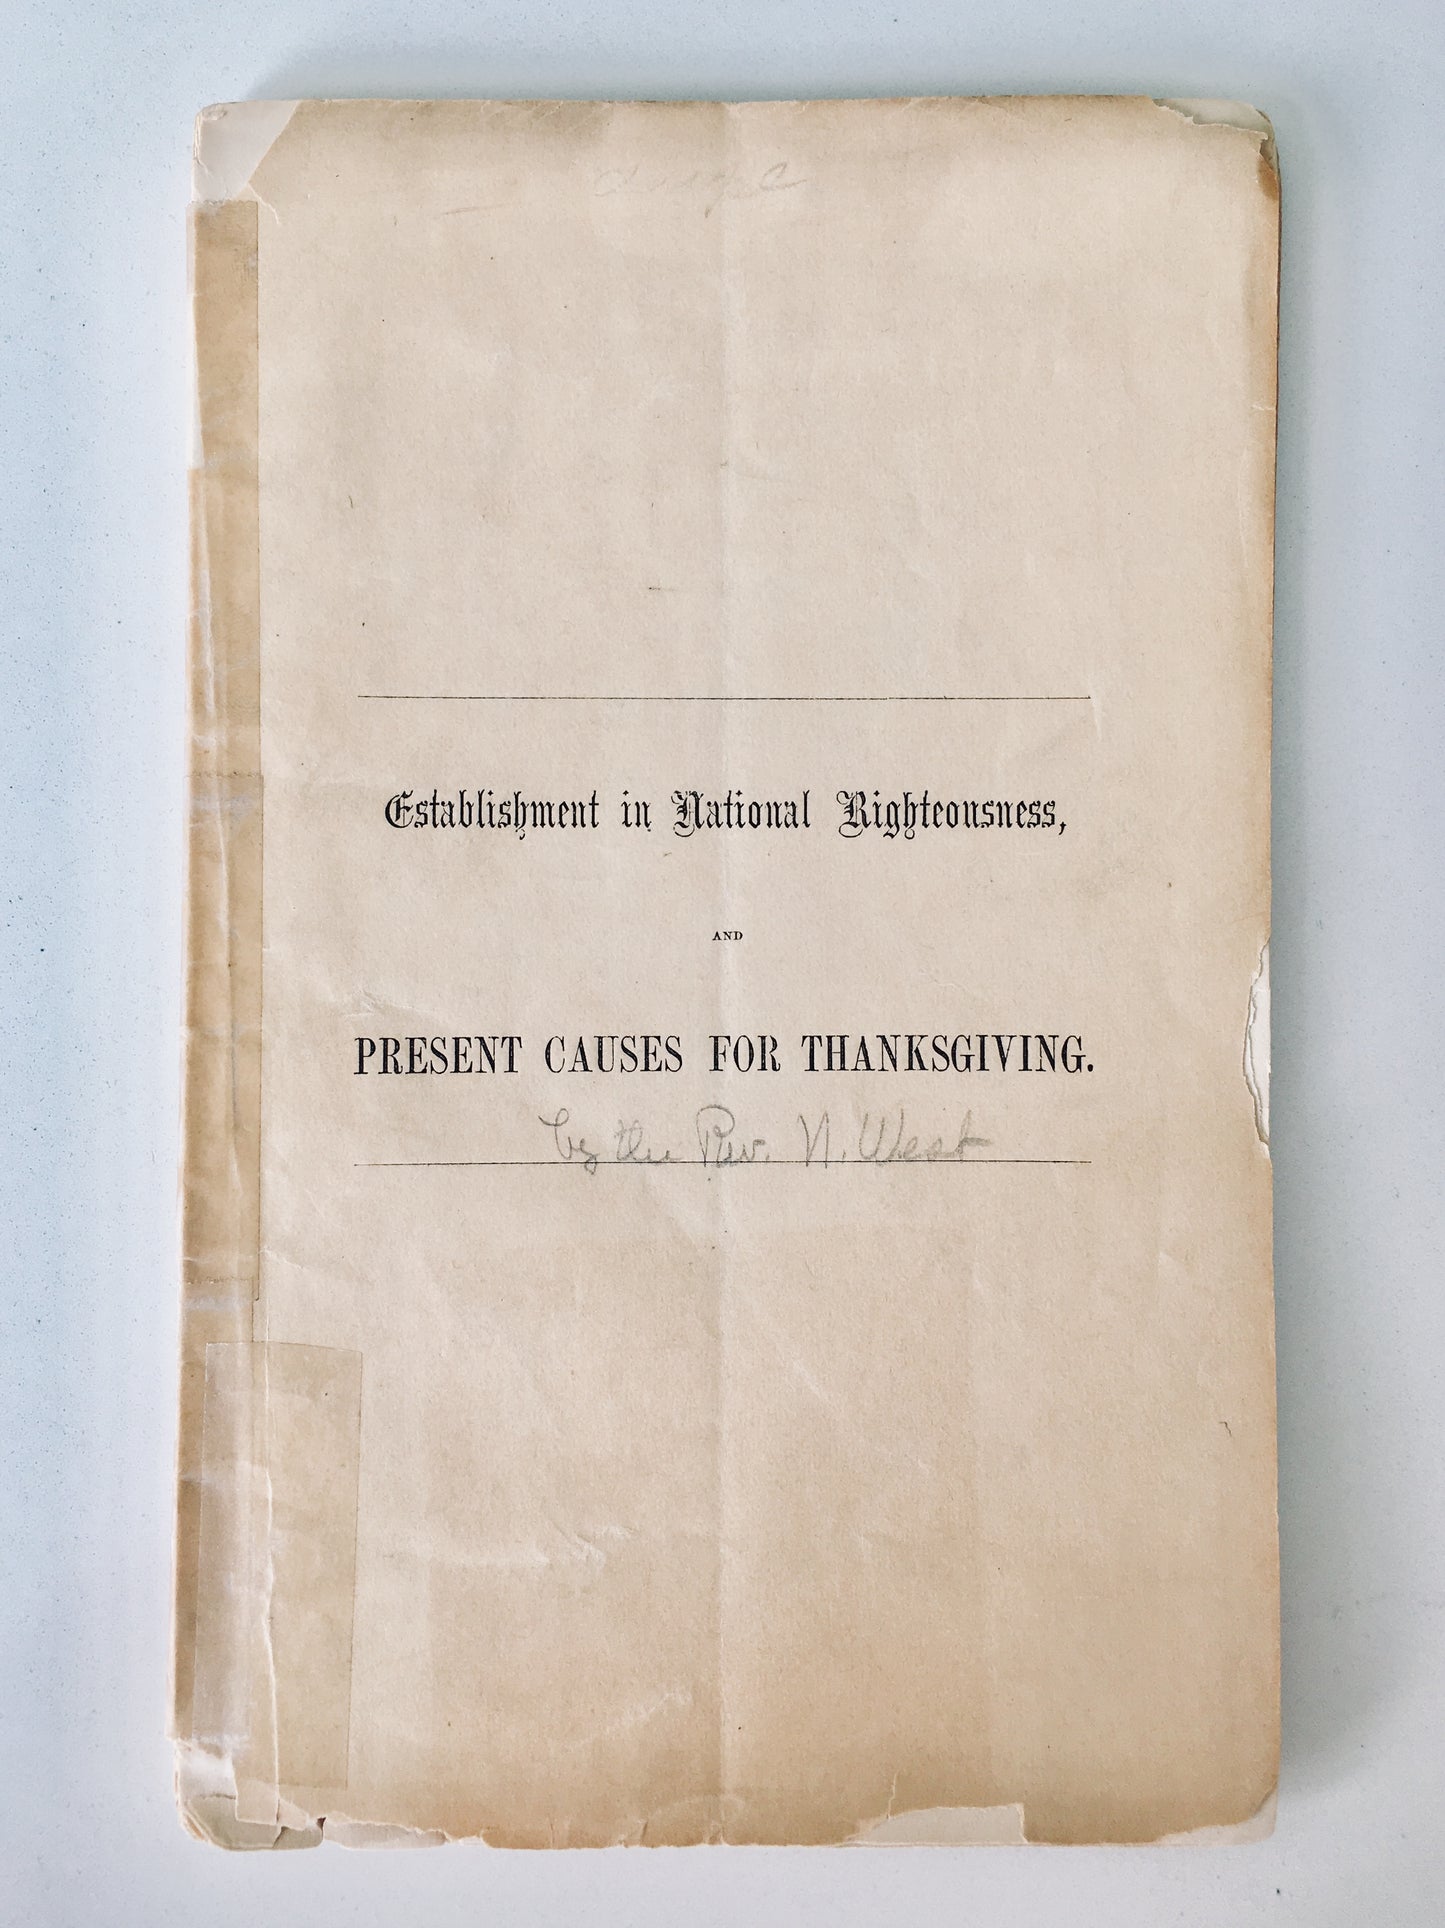 Establishment in National Righteousness,
AND
PRESENT CAUSES FOR THANKSGIVING.
by the Rev. N. West